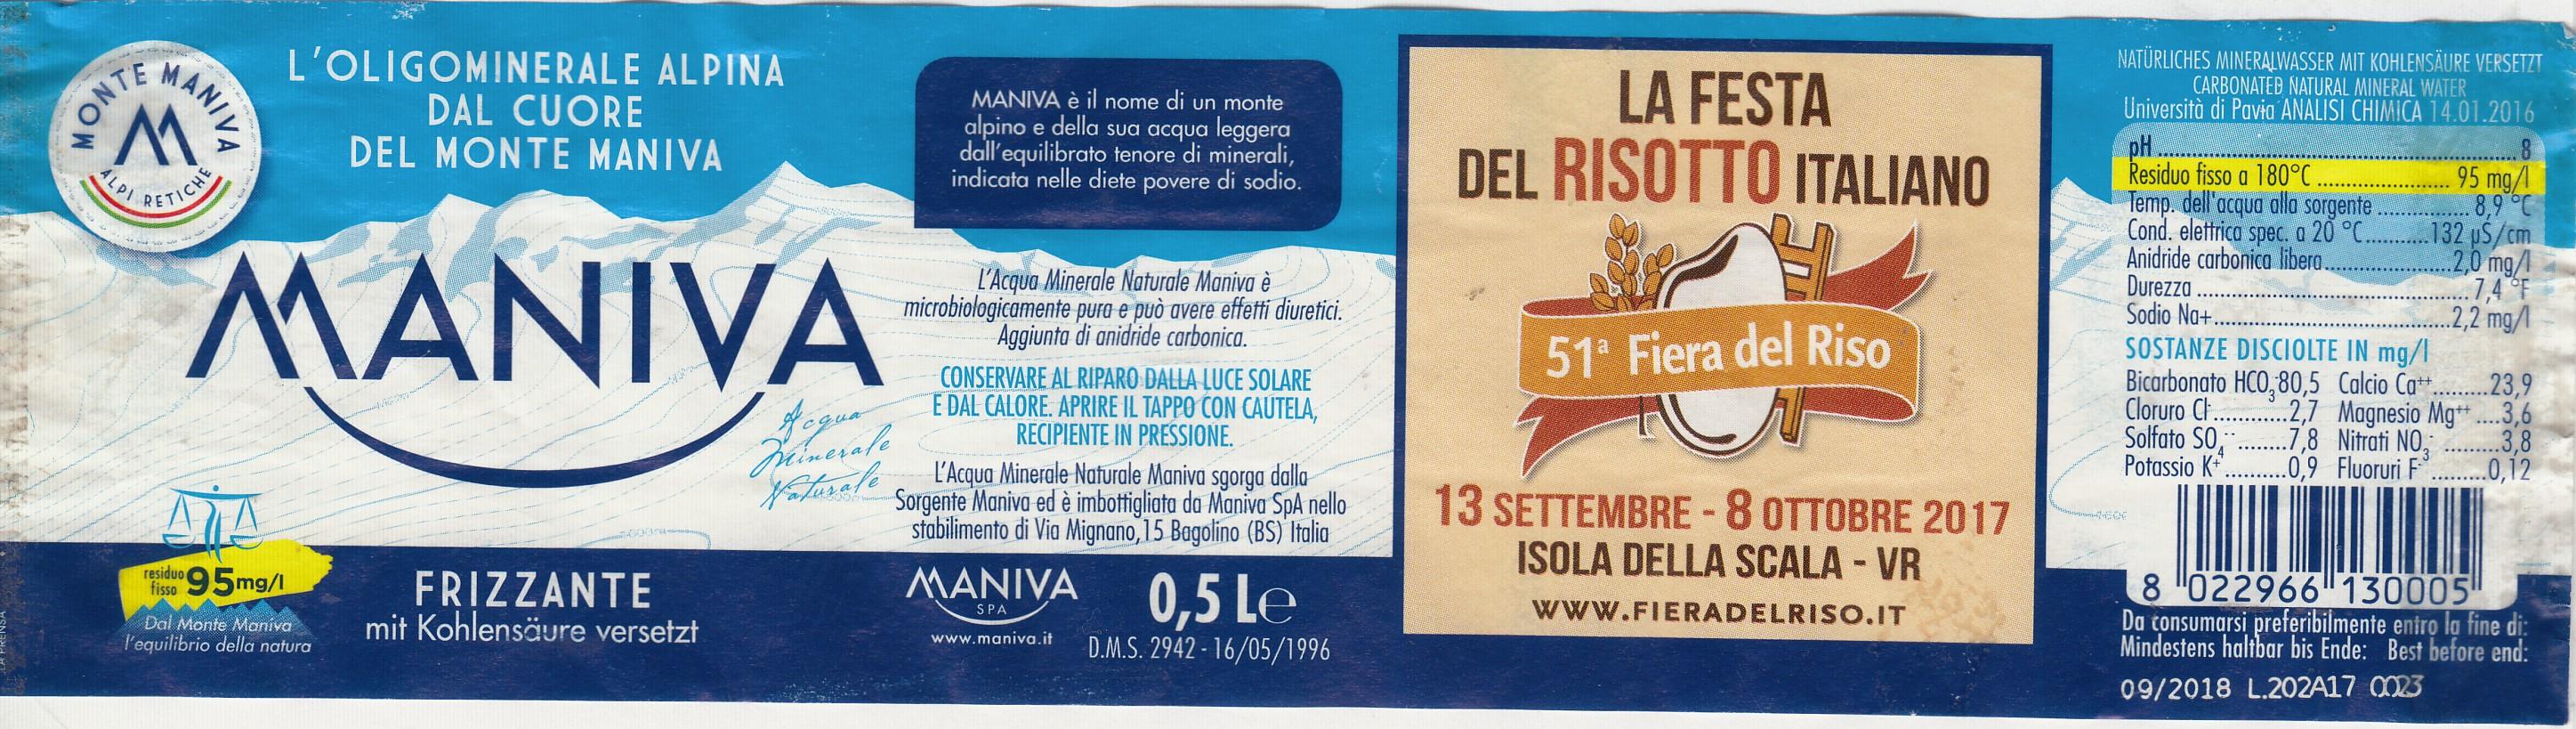 MONTE MANIVA
ALPI RETICHE
L'OLIGOMINERALE ALPINA
DAL CUORE
DEL MONTE MANIVA
MANIVA
Acqua
Minerale
Naturale
residuo
fisso 95mg/l
Dal Monte Maniva
l'equilibrio della natura
FRIZZANTE
mit Kohlensäure versetzt
MANIVA è il nome di un monte
alpino e della sua acqua leggera
dall'equilibrato tenore di minerali,
indicata nelle diete povere di sodio.
L'Acqua Minerale Naturale Maniva è
microbiologicamente pura e può avere effetti diuretici.
Aggiunta di anidride carbonica.
CONSERVARE AL RIPARO DALLA LUCE SOLARE
E DAL CALORE. APRIRE IL TAPPO CON CAUTELA,
RECIPIENTE IN PRESSIONE.
L'Acqua Minerale Naturale Maniva sgorga dalla
Sorgente Maniva ed è imbottigliata da Maniva SpA nello
stabilimento di Via Mignano,15 Bagolino (BS) Italia
MANIVA
SPA
www.maniva.it
0,5 L℮
D.M.S. 2942 - 16/05/1996
LA FESTA
DEL RISOTTO ITALIANO
51ª Fiera del Riso
13 SETTEMBRE - 8 OTTOBRE 2017
ISOLA DELLA SCALA - VR
WWW.FIERADELRISO.IT
NATÜRLICHES MINERALWASSER MIT KOHLENSÄURE VERSETZT
CARBONATED NATURAL MINERAL WATER
Università di Pavia ANALISI CHIMICA 14.01.2016
pH 8
Residuo fisso a 180°C 95 mg/l
Temp. dell'acqua alla sorgente 8,9 °C
Cond. elettrica spec. a 20 °C 132 µS/cm
Anidride carbonica libera 2,0 mg/l
Durezza 7,4 °F
Sodio Na+ 2,2 mg/l
SOSTANZE DISCIOLTE IN mg/l
Bicarbonato HCO₃⁻ 80,5 Calcio Ca⁺⁺ 23,9
Cloruro Cl⁻ 2,7 Magnesio Mg⁺⁺ 3,6
Solfato SO₄⁻⁻ 7,8 Nitrati NO₃⁻ 3,8
Potassio K⁺ 0,9 Fluoruri F⁻ 0,12
8 022966 130005
Da consumarsi preferibilmente entro la fine di:
Mindestens haltbar bis Ende: Best before end:
09/2018 L.202A17 0023